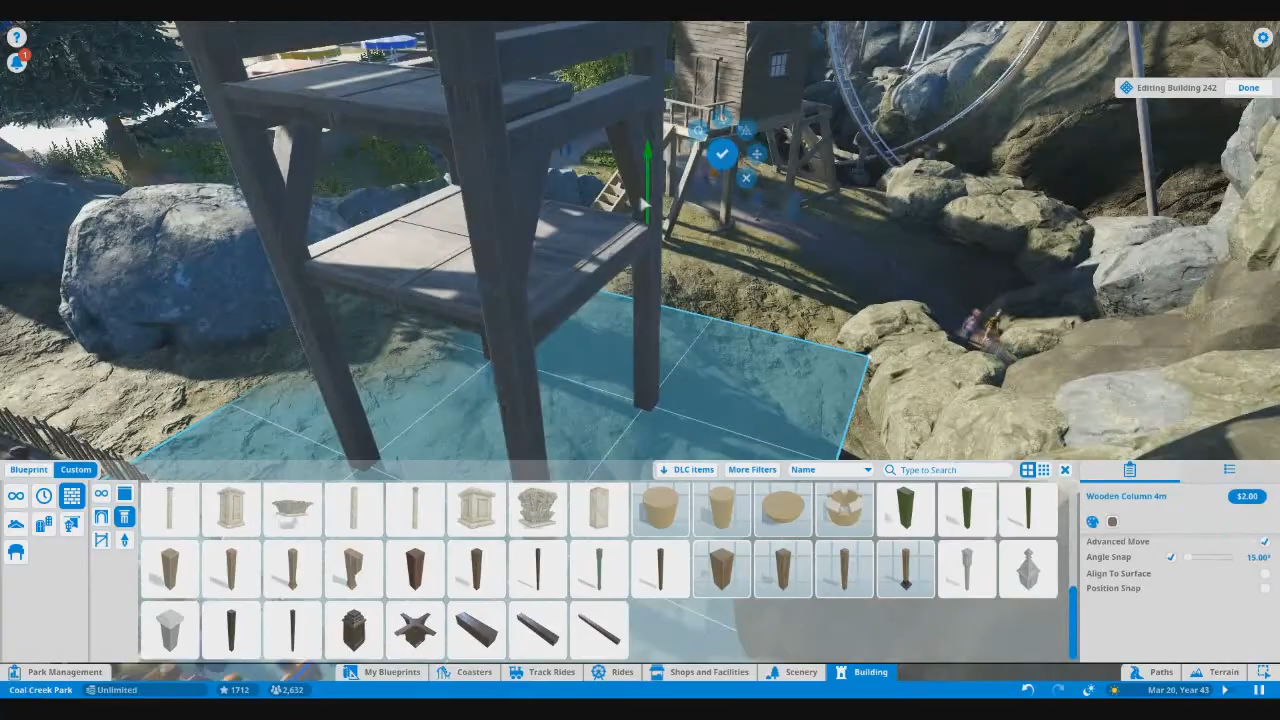 ?
1
Editing Building 242 Done
Blueprint Custom
DLC items More Filters Name Type to Search
Wooden Column 4m $2.00
Advanced Move
Angle Snap 15.00°
Align To Surface
Position Snap
Park Management My Blueprints Coasters Track Rides Rides Shops and Facilities Scenery Building Paths Terrain
Coal Creek Park Unlimited 1712 2,632 Mar 20, Year 43